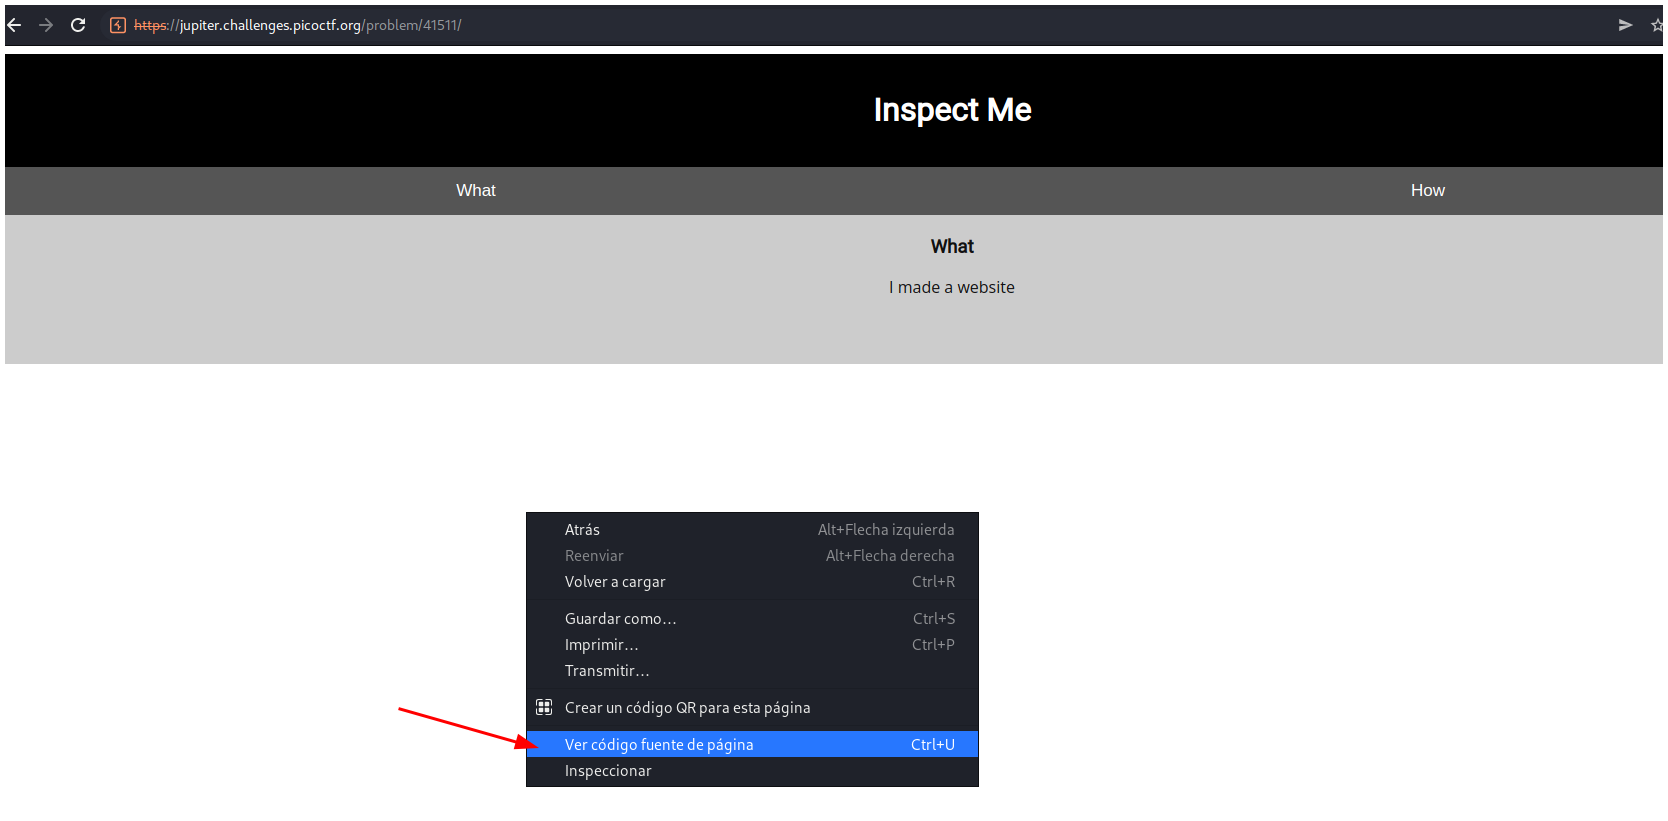 https://jupiter.challenges.picoctf.org/problem/41511/
Inspect Me
What How
What
I made a website
Atrás Alt+Flecha izquierda
Reenviar Alt+Flecha derecha
Volver a cargar Ctrl+R
Guardar como... Ctrl+S
Imprimir... Ctrl+P
Transmitir...
Crear un código QR para esta página
Ver código fuente de página Ctrl+U
Inspeccionar